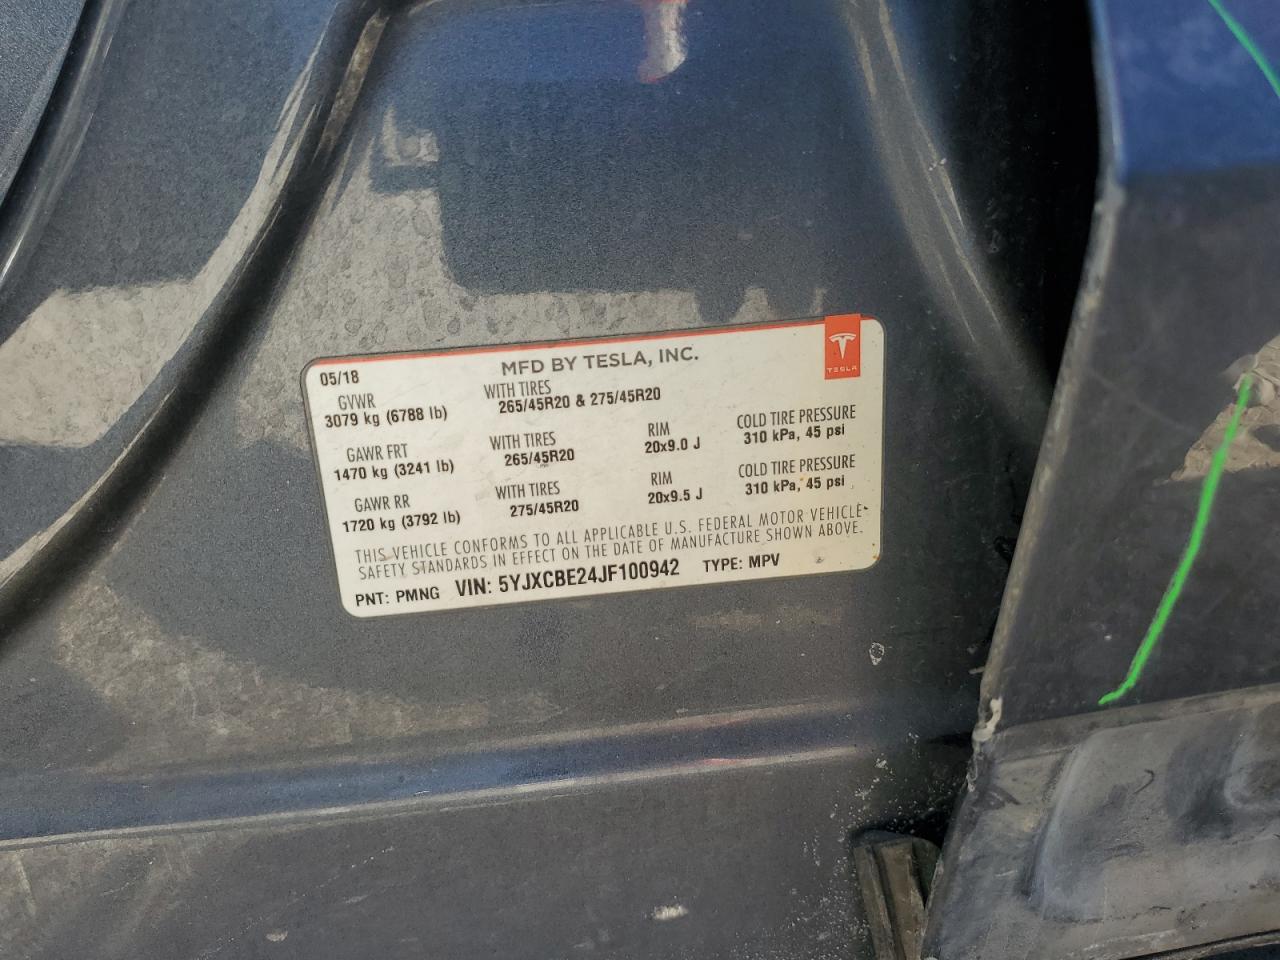 MFD BY TESLA, INC.
TESLA
05/18
GVWR WITH TIRES
3079 kg (6788 lb) 265/45R20 & 275/45R20
GAWR FRT WITH TIRES RIM COLD TIRE PRESSURE
1470 kg (3241 lb) 265/45R20 20x9.0 J 310 kPa, 45 psi
GAWR RR WITH TIRES RIM COLD TIRE PRESSURE
1720 kg (3792 lb) 275/45R20 20x9.5 J 310 kPa, 45 psi
THIS VEHICLE CONFORMS TO ALL APPLICABLE U.S. FEDERAL MOTOR VEHICLE
SAFETY STANDARDS IN EFFECT ON THE DATE OF MANUFACTURE SHOWN ABOVE.
PNT: PMNG VIN: 5YJXCBE24JF100942 TYPE: MPV